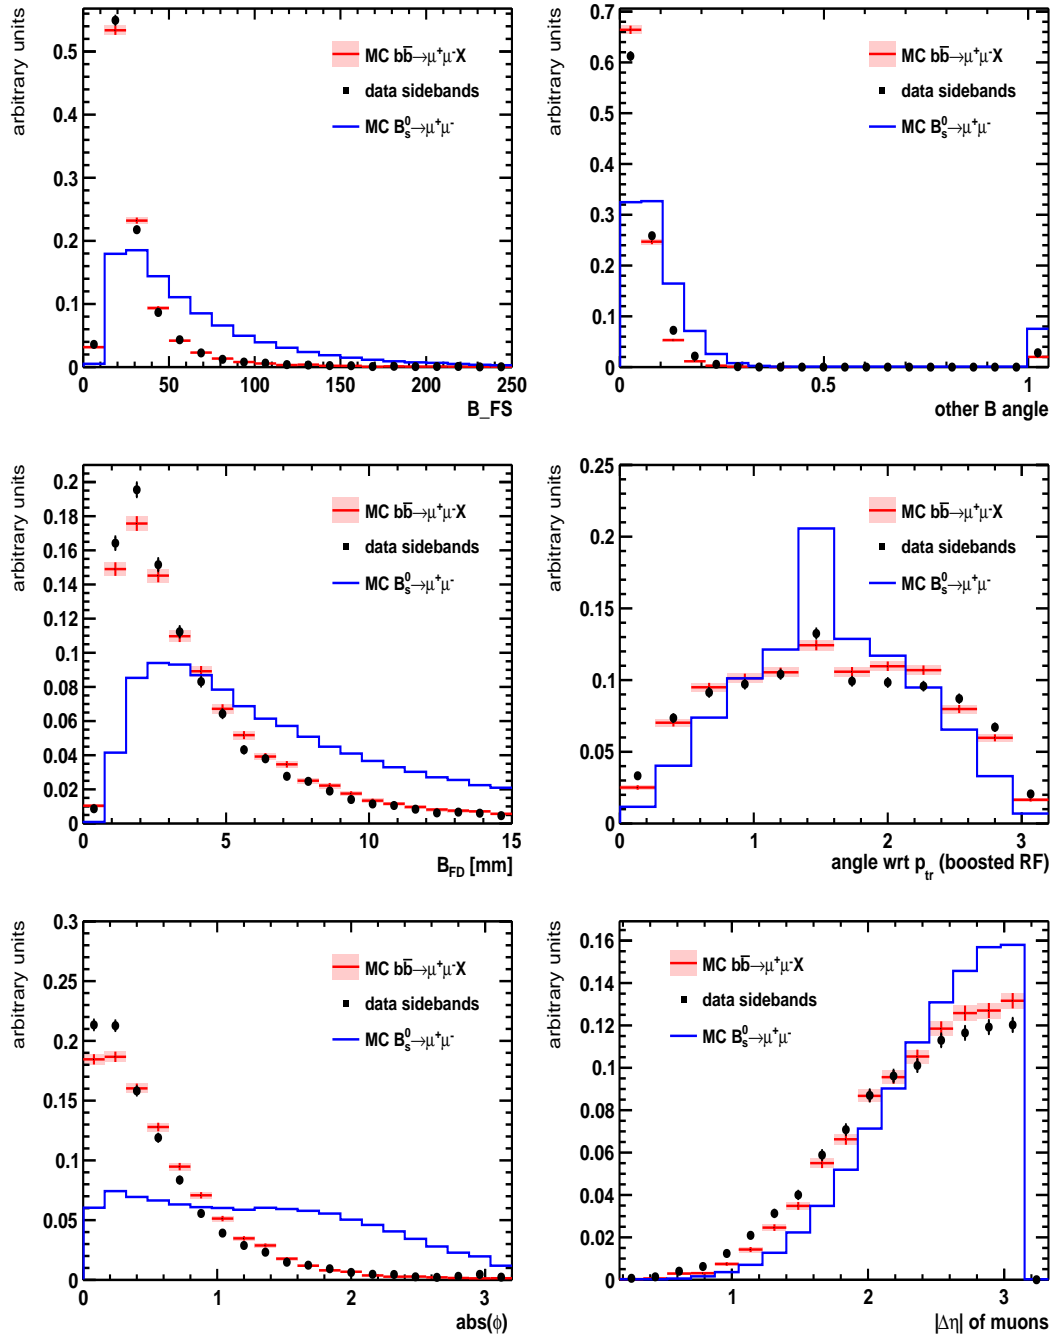 arbitrary units
0.5
0.4
0.3
0.2
0.1
0
MC bb̅→μ⁺μ⁻X
data sidebands
MC B⁰ₛ→μ⁺μ⁻
0 50 100 150 200 250
B_FS
arbitrary units
0.7
0.6
0.5
0.4
0.3
0.2
0.1
0
MC bb̅→μ⁺μ⁻X
data sidebands
MC B⁰ₛ→μ⁺μ⁻
0 0.5 1
other B angle
arbitrary units
0.2
0.18
0.16
0.14
0.12
0.1
0.08
0.06
0.04
0.02
0
MC bb̅→μ⁺μ⁻X
data sidebands
MC B⁰ₛ→μ⁺μ⁻
0 5 10 15
B_FD [mm]
arbitrary units
0.25
0.2
0.15
0.1
0.05
0
MC bb̅→μ⁺μ⁻X
data sidebands
MC B⁰ₛ→μ⁺μ⁻
0 1 2 3
angle wrt p_tr (boosted RF)
arbitrary units
0.3
0.25
0.2
0.15
0.1
0.05
0
MC bb̅→μ⁺μ⁻X
data sidebands
MC B⁰ₛ→μ⁺μ⁻
0 1 2 3
abs(ϕ)
arbitrary units
0.16
0.14
0.12
0.1
0.08
0.06
0.04
0.02
0
MC bb̅→μ⁺μ⁻X
data sidebands
MC B⁰ₛ→μ⁺μ⁻
1 2 3
|Δη| of muons